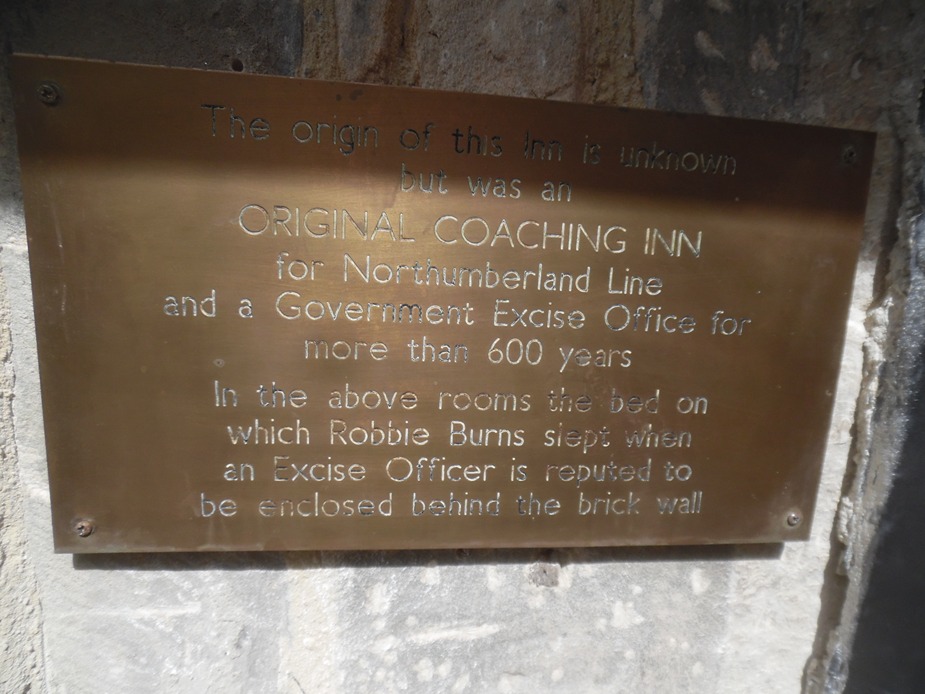 The origin of this Inn is unknown
but was an
ORIGINAL COACHING INN
for Northumberland Line
and a Government Excise Office for
more than 600 years
In the above rooms the bed on
which Robbie Burns slept when
an Excise Officer is reputed to
be enclosed behind the brick wall